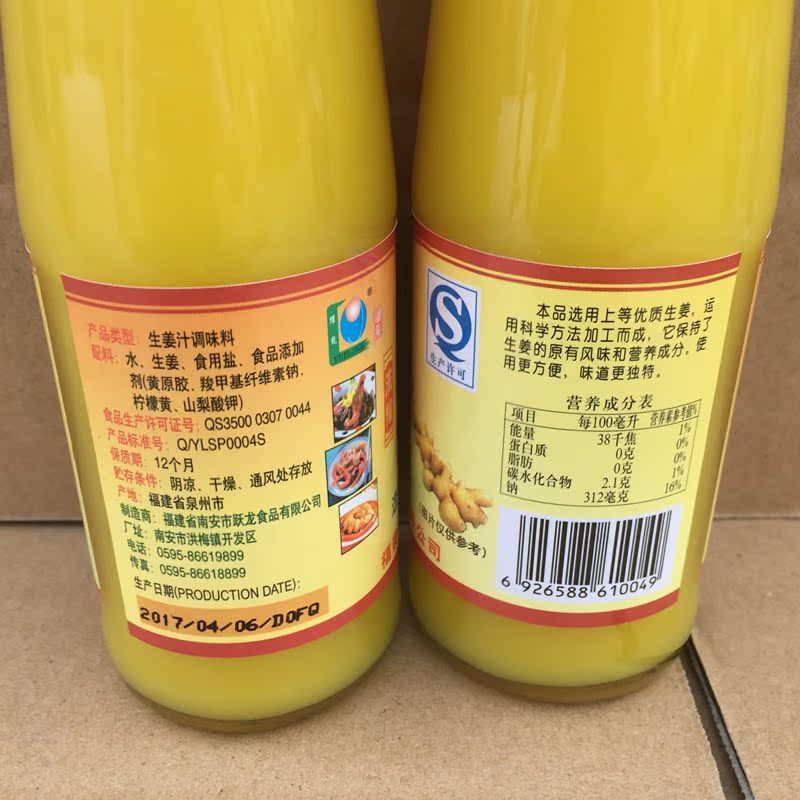 产品类型：生姜汁调味料
配料：水、生姜、食用盐、食品添加
剂(黄原胶、羧甲基纤维素钠、
柠檬黄、山梨酸钾)
食品生产许可证号：QS3500 0307 0044
产品标准号：Q/YLSP0004S
保质期：12个月
贮存条件：阴凉、干燥、通风处存放
产地：福建省泉州市
制造商：福建省南安市跃龙食品有限公司
厂址：南安市洪梅镇开发区
电话：0595-86619899
传真：0595-86618899
生产日期(PRODUCTION DATE)：
2017/04/06/D0FQ
®
福
QS
生产许可
本品选用上等优质生姜，运
用科学方法加工而成，它保持了
生姜的原有风味和营养成分。使
用更方便，味道更独特。
营养成分表
项目 每100毫升 营养素参考值%
能量 38千焦 1%
蛋白质 0克 0%
脂肪 0克 0%
碳水化合物 2.1克 1%
钠 312毫克 16%
(图片仅供参考)
公司
6 926588 610049